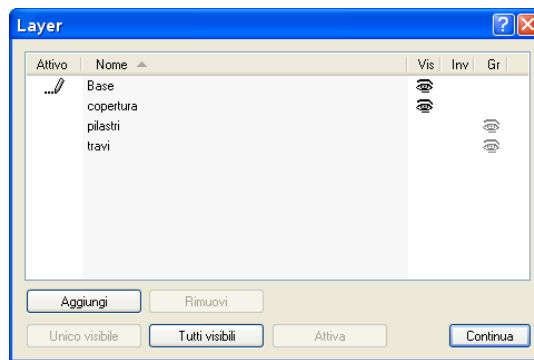 Layer
Attivo Nome Vis Inv Gr
Base
copertura
pilastri
travi
Aggiungi Rimuovi
Unico visibile Tutti visibili Attiva Continua